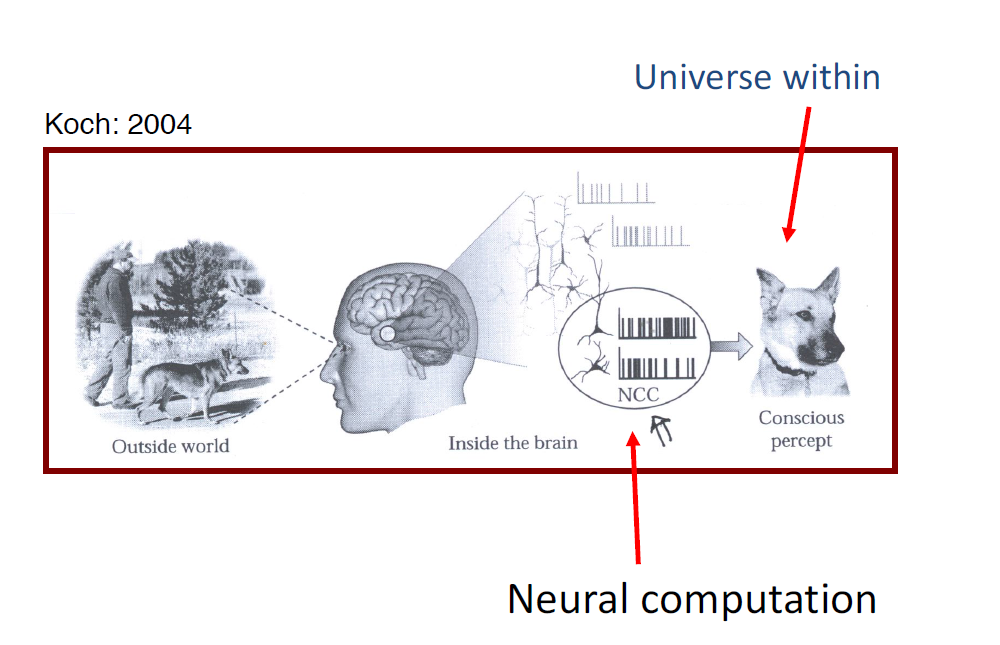 Universe within
Koch: 2004
NCC
Outside world
Inside the brain
Conscious
percept
Neural computation